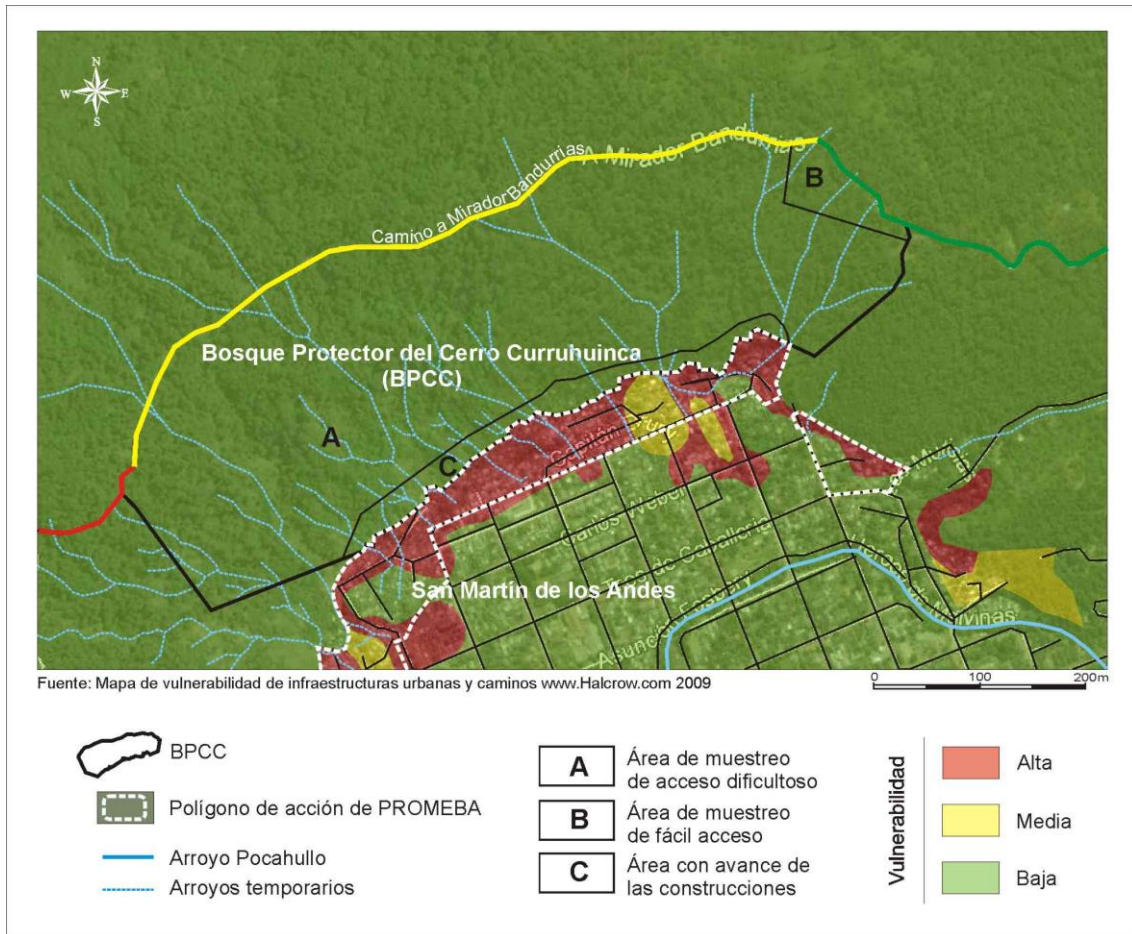 N
W E
S
A Mirador Bandurrias
Camino a Mirador Bandurrias
B
Bosque Protector del Cerro Curruhuinca
(BPCC)
A
C
Carlos Weber
San Martín de los Andes
Asunción Fosbery
Fuente: Mapa de vulnerabilidad de infraestructuras urbanas y caminos www.Halcrow.com 2009
0 100 200m
BPCC
Polígono de acción de PROMEBA
Arroyo Pocahullo
Arroyos temporarios
A
Área de muestreo
de acceso dificultoso
B
Área de muestreo
de fácil acceso
C
Área con avance de
las construcciones
Vulnerabilidad
Alta
Media
Baja